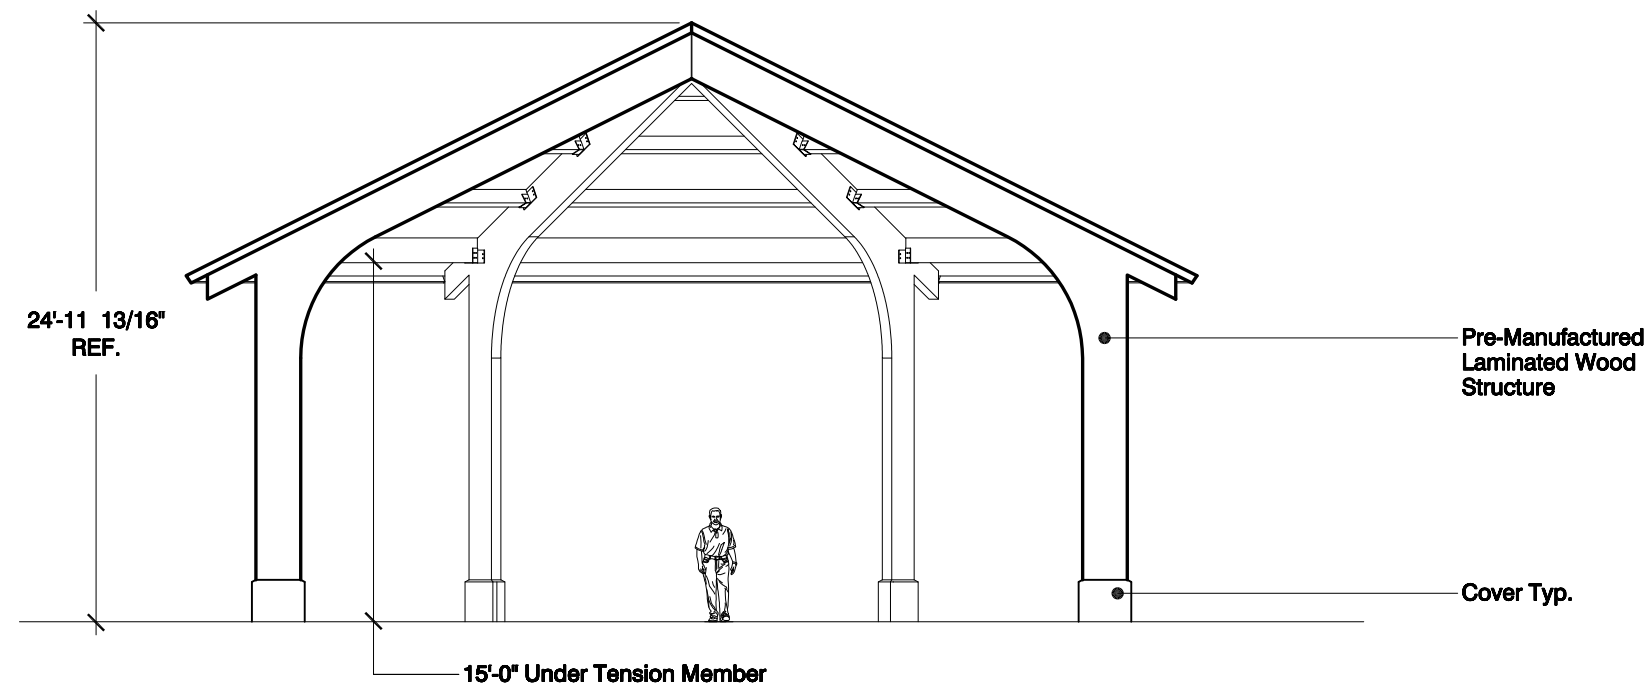 24'-11 13/16"
REF.
Pre-Manufactured
Laminated Wood
Structure
Cover Typ.
15'-0" Under Tension Member